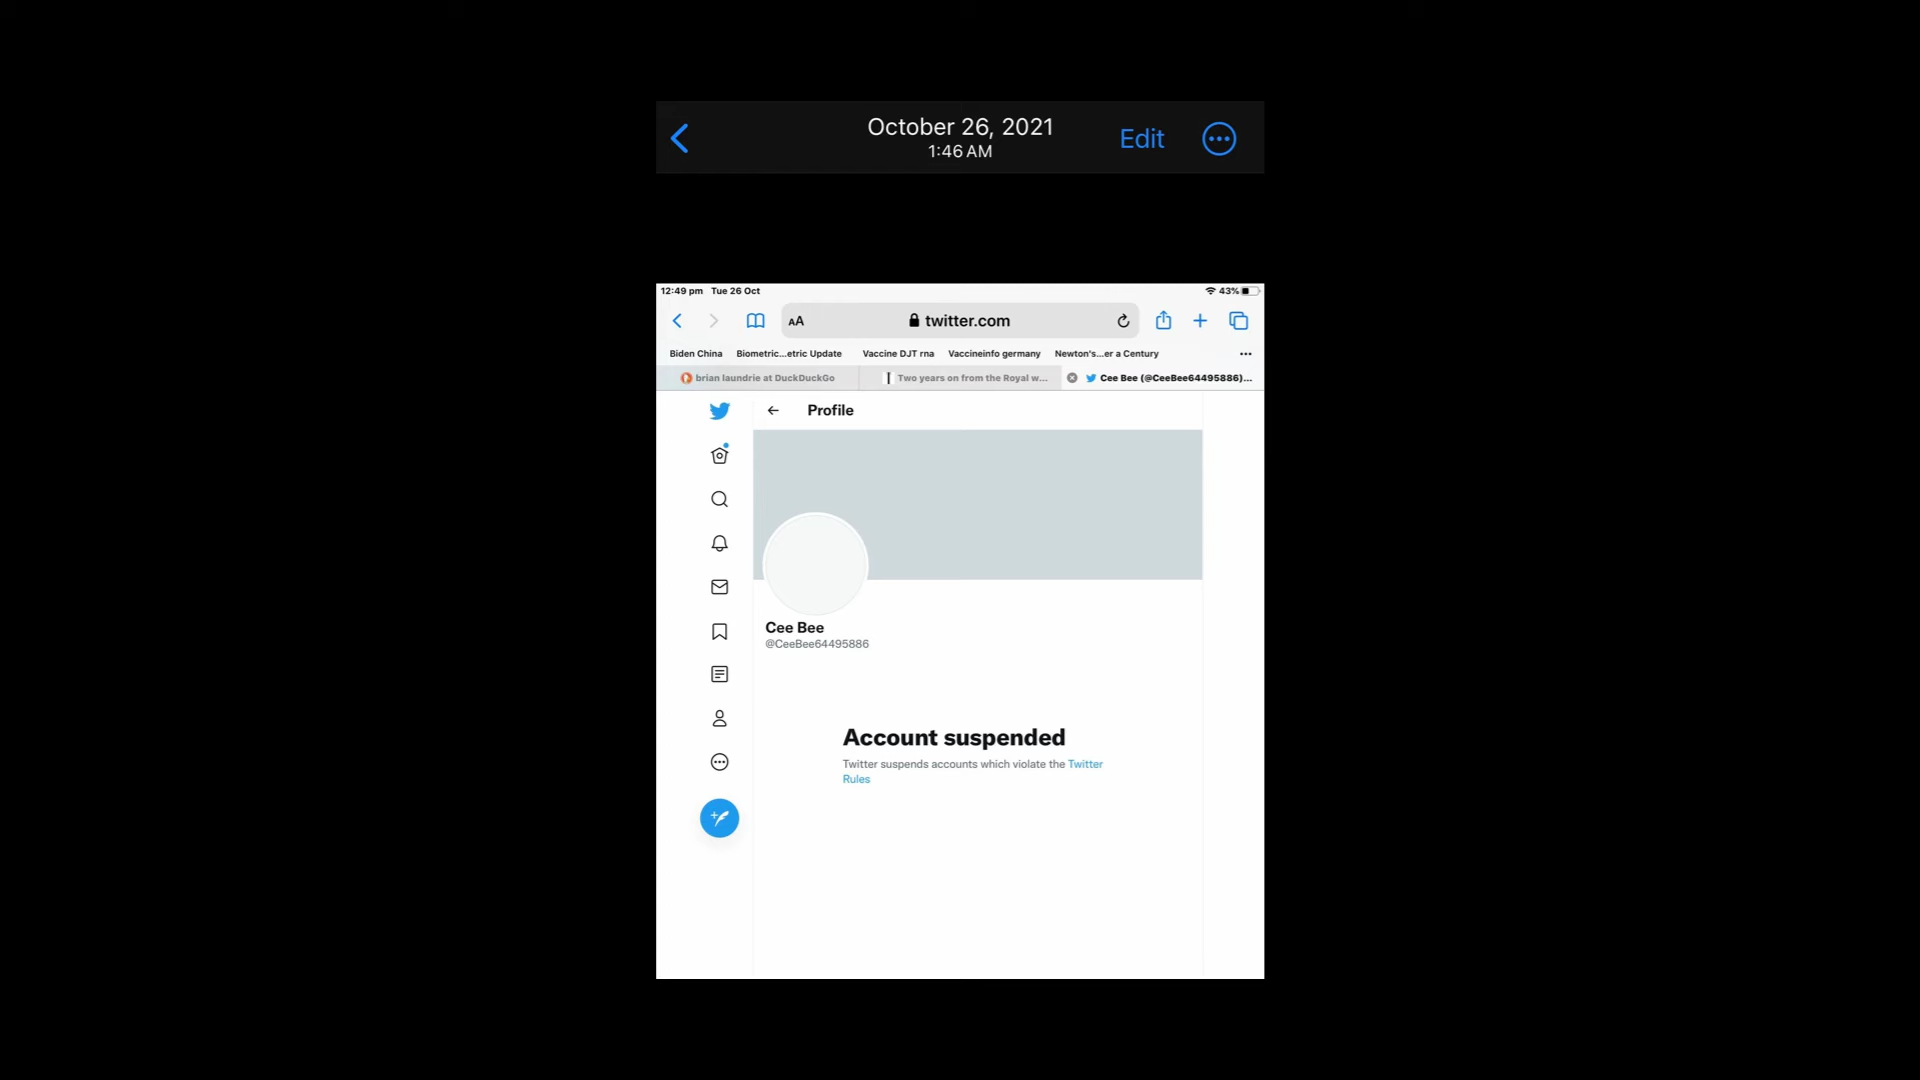 October 26, 2021
Edit
1:46 AM
12:49 pm Tue 26 Oct
43%
AA
twitter.com
Biden China Biometric...etric Update Vaccine DJT rna Vaccineinfo germany Newton's...er a Century
brian laundrie at DuckDuckGo
Two years on from the Royal w...
Cee Bee (@CeeBee64495886)...
Profile
Cee Bee
@CeeBee64495886
Account suspended
Twitter suspends accounts which violate the Twitter
Rules